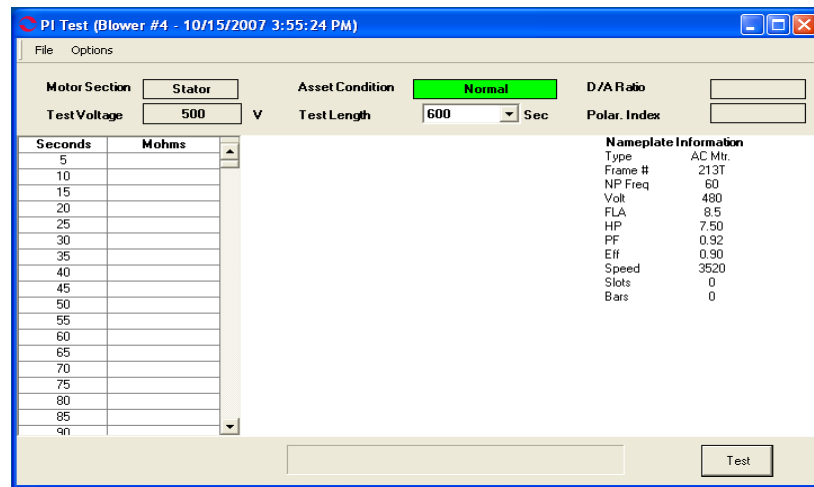 PI Test (Blower #4 - 10/15/2007 3:55:24 PM)
File Options
Motor Section Stator Asset Condition Normal D/A Ratio
Test Voltage 500 V Test Length 600 Sec Polar. Index
Seconds Mohms
5
10
15
20
25
30
35
40
45
50
55
60
65
70
75
80
85
90
Nameplate Information
Type AC Mtr.
Frame # 213T
NP Freq 60
Volt 480
FLA 8.5
HP 7.50
PF 0.92
Eff 0.90
Speed 3520
Slots 0
Bars 0
Test